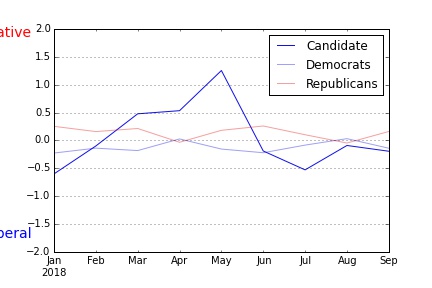 ative
peral
2.0
1.5
1.0
0.5
0.0
−0.5
−1.0
−1.5
−2.0
Candidate
Democrats
Republicans
Jan Feb Mar Apr May Jun Jul Aug Sep
2018